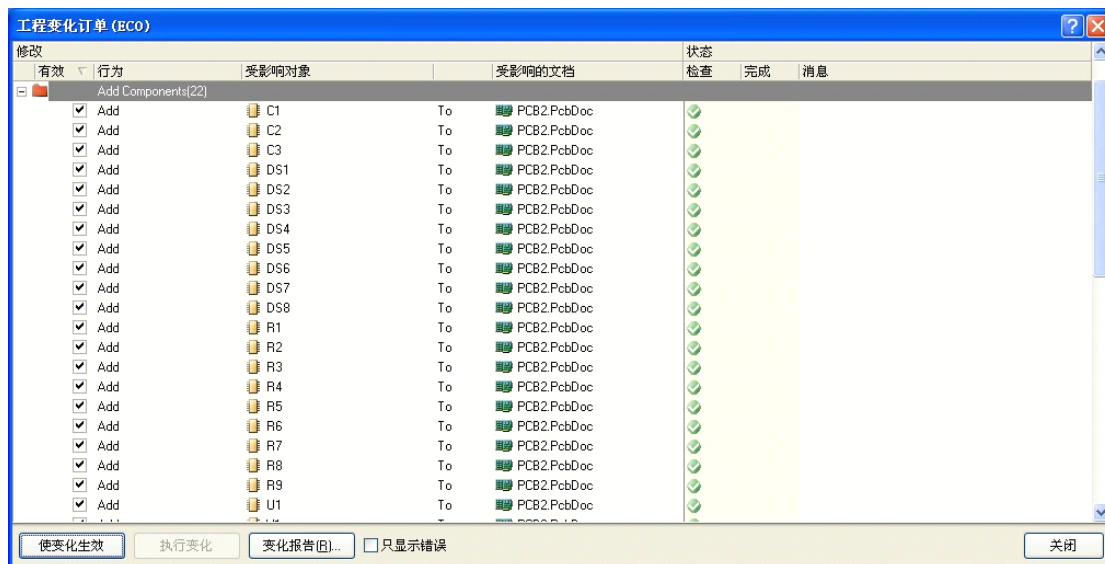 工程变化订单(ECO)
修改 状态
有效 行为 受影响对象 受影响的文档 检查 完成 消息
Add Components(22)
Add C1 To PCB2.PcbDoc
Add C2 To PCB2.PcbDoc
Add C3 To PCB2.PcbDoc
Add DS1 To PCB2.PcbDoc
Add DS2 To PCB2.PcbDoc
Add DS3 To PCB2.PcbDoc
Add DS4 To PCB2.PcbDoc
Add DS5 To PCB2.PcbDoc
Add DS6 To PCB2.PcbDoc
Add DS7 To PCB2.PcbDoc
Add DS8 To PCB2.PcbDoc
Add R1 To PCB2.PcbDoc
Add R2 To PCB2.PcbDoc
Add R3 To PCB2.PcbDoc
Add R4 To PCB2.PcbDoc
Add R5 To PCB2.PcbDoc
Add R6 To PCB2.PcbDoc
Add R7 To PCB2.PcbDoc
Add R8 To PCB2.PcbDoc
Add R9 To PCB2.PcbDoc
Add U1 To PCB2.PcbDoc
使变化生效 执行变化 变化报告(R)... 只显示错误 关闭